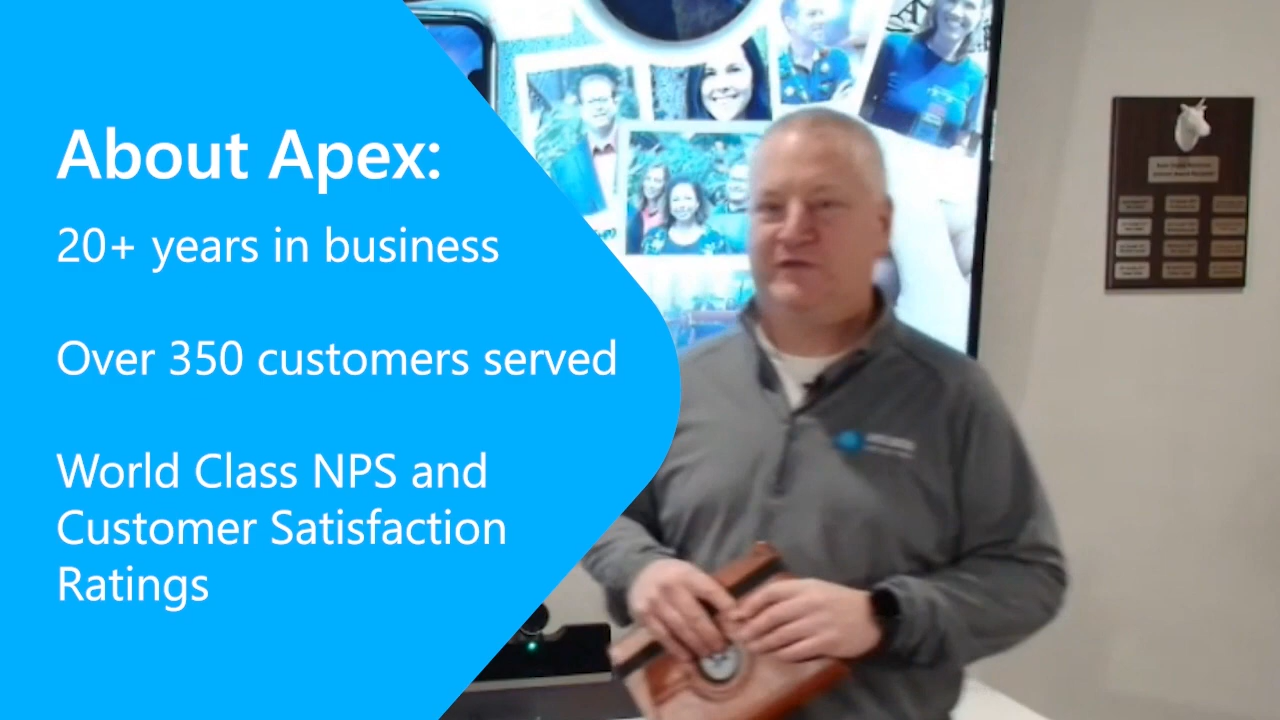 About Apex:
20+ years in business
Over 350 customers served
World Class NPS and
Customer Satisfaction
Ratings